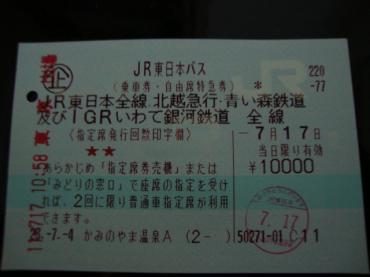 JR東日本パス
220
(乗車券・自由席特急券) *
-77
JR東日本全線、北越急行・青い森鉄道
及びIGRいわて銀河鉄道 全線
<指定席発行回数印字欄>
-7月17日
★★
当日限り有効
あらかじめ「指定席券売機」または
¥10000
「みどりの窓口」で座席の指定を受け
れば、2回に限り普通車指定席が利用
できます。
7.17
-7.-4 かみのやま温泉A (2-)
50271-01 C11
7.17 10:58